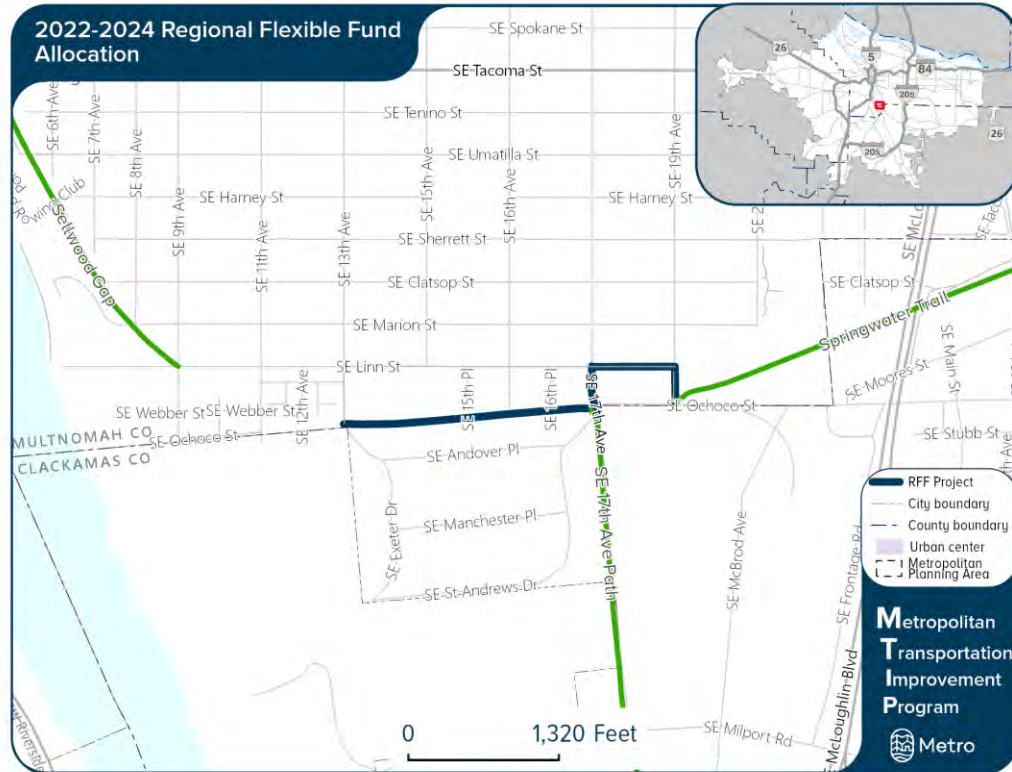 2022-2024 Regional Flexible Fund
Allocation
26
5
84
205
205
26
SE Spokane St
SE Tacoma St
SE Tenino St
SE Umatilla St
SE Harney St
SE Harney St
SE Sherrett St
SE Clatsop St
SE Clatsop St
SE Marion St
SE Linn St
SE 6th Ave
SE 7th Ave
SE 8th Ave
SE 9th Ave
SE 11th Ave
SE 13th Ave
SE 15th Ave
SE 16th Ave
SE 19th Ave
Sellwood Gap
Springwater Trail
SE Moores St
SE Main St
SE Webber St
SE Webber St
SE 12th Ave
SE 15th Pl
SE 16th Pl
SE 17th Ave
SE Ochoco St
SE Ochoco St
MULTNOMAH CO
CLACKAMAS CO
SE Stubb St
SE Andover Pl
SE Manchester Pl
SE Exeter Dr
SE St Andrews Dr
SE 17th Ave Path
SE McBrod Ave
SE Frontage Rd
SE Milport Rd
SE McLoughlin Blvd
0 1,320 Feet
RFF Project
City boundary
County boundary
Urban center
Metropolitan
Planning Area
Metropolitan
Transportation
Improvement
Program
Metro